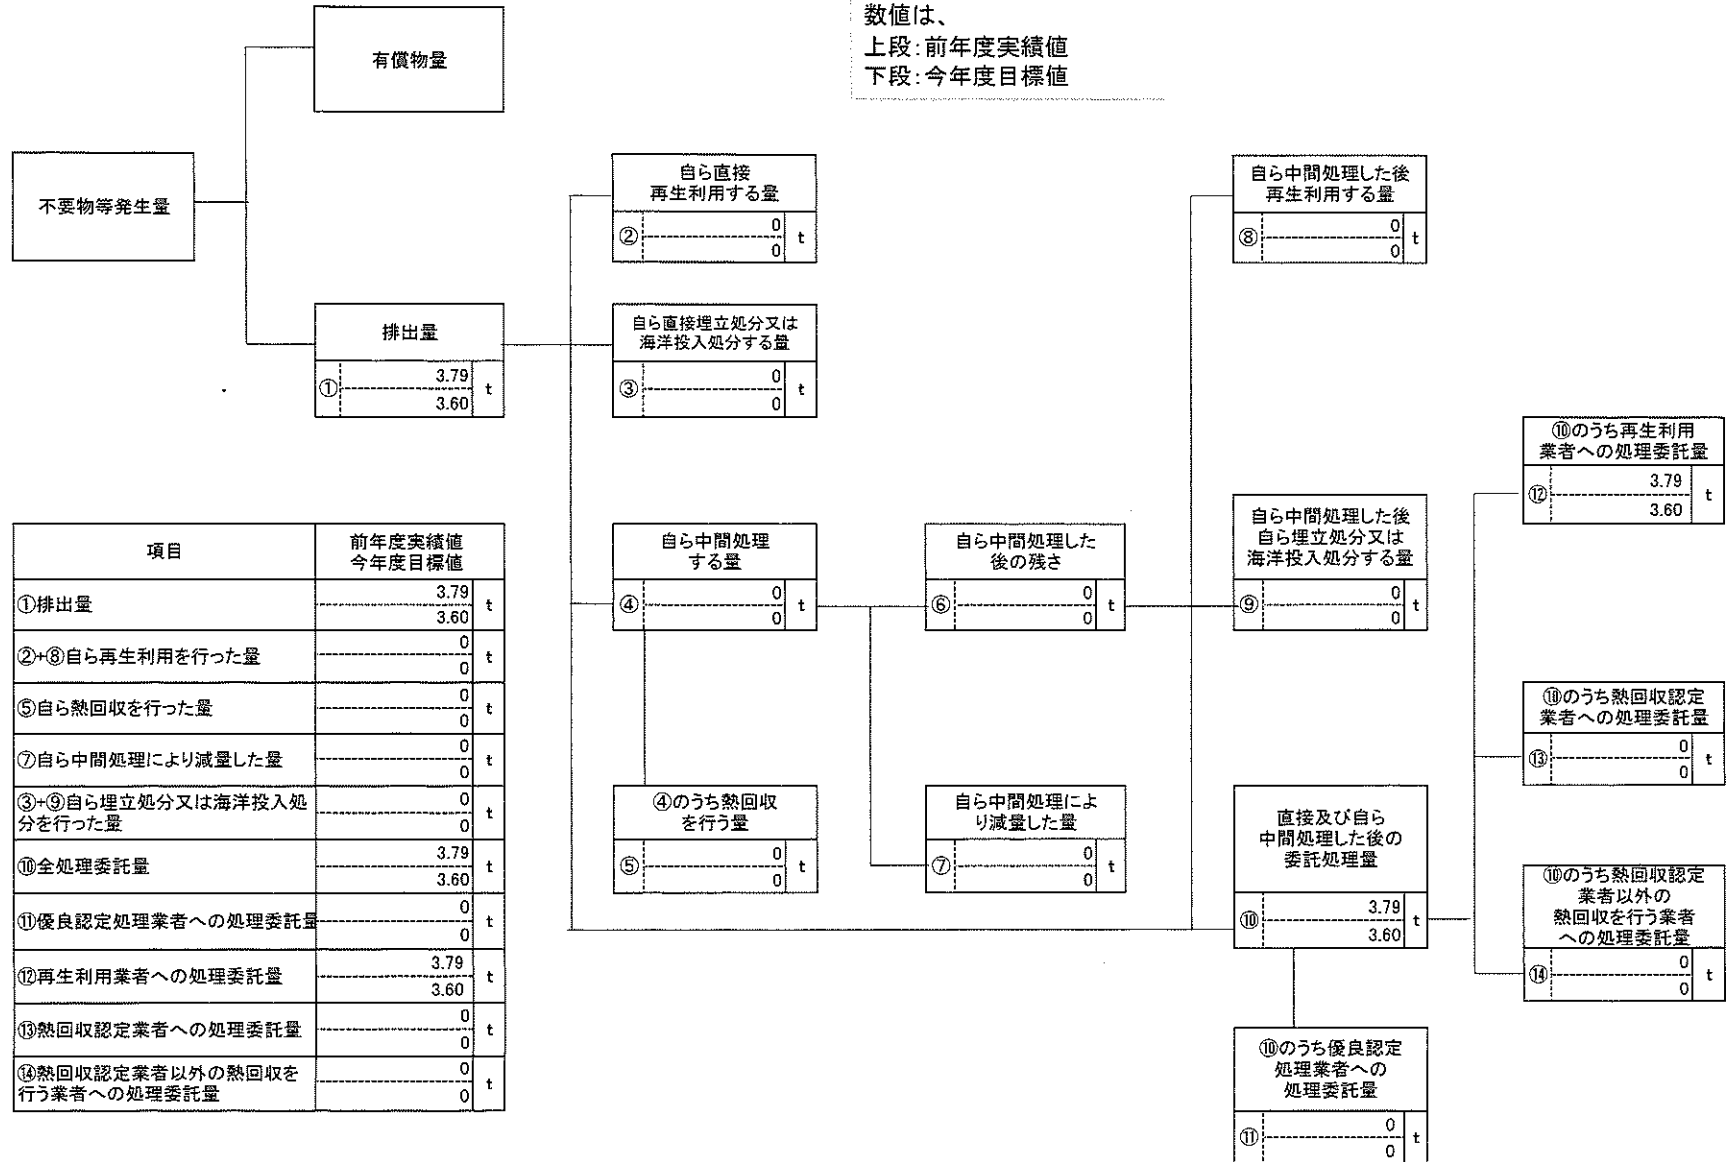 数値は、
上段:前年度実績値
下段:今年度目標値
有償物量
不要物等発生量
排出量
①
3.79
3.60
t
自ら直接
再生利用する量
②
0
0
t
自ら直接埋立処分又は
海洋投入処分する量
③
0
0
t
自ら中間処理
する量
④
0
0
t
④のうち熱回収
を行う量
⑤
0
0
t
自ら中間処理した
後の残さ
⑥
0
0
t
自ら中間処理によ
り減量した量
⑦
0
0
t
自ら中間処理した後
再生利用する量
⑧
0
0
t
自ら中間処理した後
自ら埋立処分又は
海洋投入処分する量
⑨
0
0
t
直接及び自ら
中間処理した後の
委託処理量
⑩
3.79
3.60
t
⑩のうち優良認定
処理業者への
処理委託量
⑪
0
0
t
⑩のうち再生利用
業者への処理委託量
⑫
3.79
3.60
t
⑩のうち熱回収認定
業者への処理委託量
⑬
0
0
t
⑩のうち熱回収認定
業者以外の
熱回収を行う業者
への処理委託量
⑭
0
0
t
項目
前年度実績値
今年度目標値
①排出量
3.79
3.60
t
②+⑧自ら再生利用を行った量
0
0
t
⑤自ら熱回収を行った量
0
0
t
⑦自ら中間処理により減量した量
0
0
t
③+⑨自ら埋立処分又は海洋投入処
分を行った量
0
0
t
⑩全処理委託量
3.79
3.60
t
⑪優良認定処理業者への処理委託量
0
0
t
⑫再生利用業者への処理委託量
3.79
3.60
t
⑬熱回収認定業者への処理委託量
0
0
t
⑭熱回収認定業者以外の熱回収を
行う業者への処理委託量
0
0
t